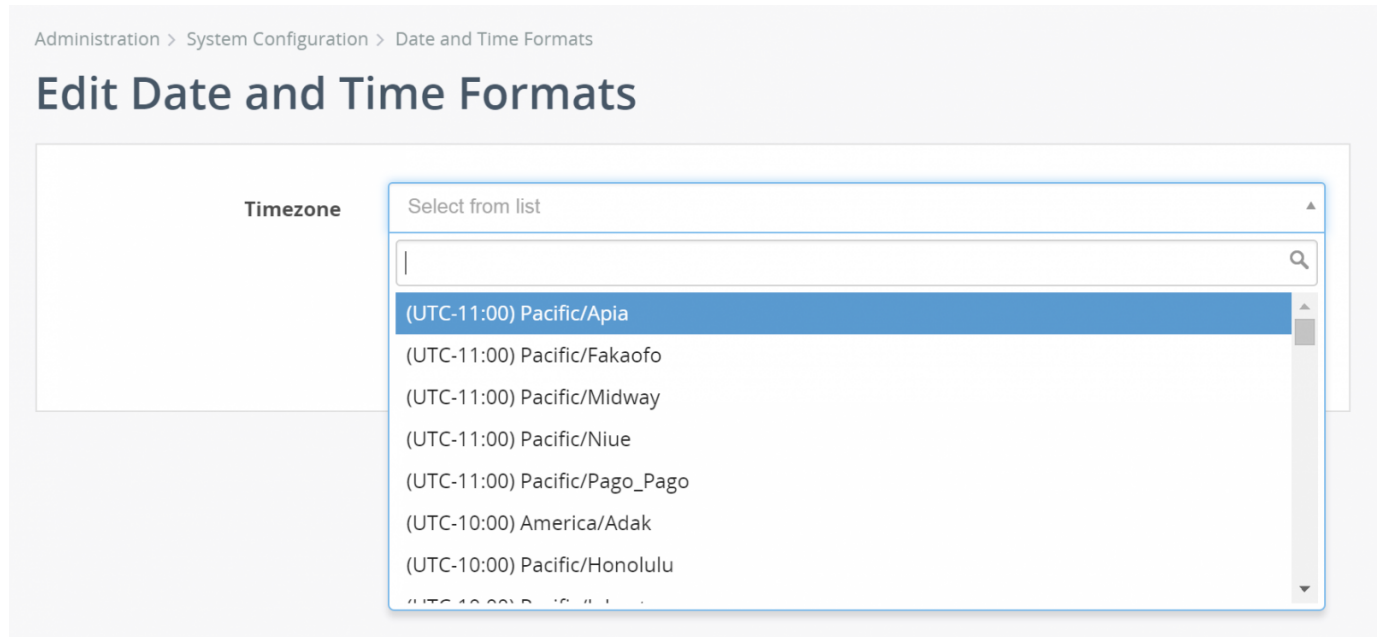 Administration > System Configuration > Date and Time Formats
Edit Date and Time Formats
Timezone
Select from list
(UTC-11:00) Pacific/Apia
(UTC-11:00) Pacific/Fakaofo
(UTC-11:00) Pacific/Midway
(UTC-11:00) Pacific/Niue
(UTC-11:00) Pacific/Pago_Pago
(UTC-10:00) America/Adak
(UTC-10:00) Pacific/Honolulu